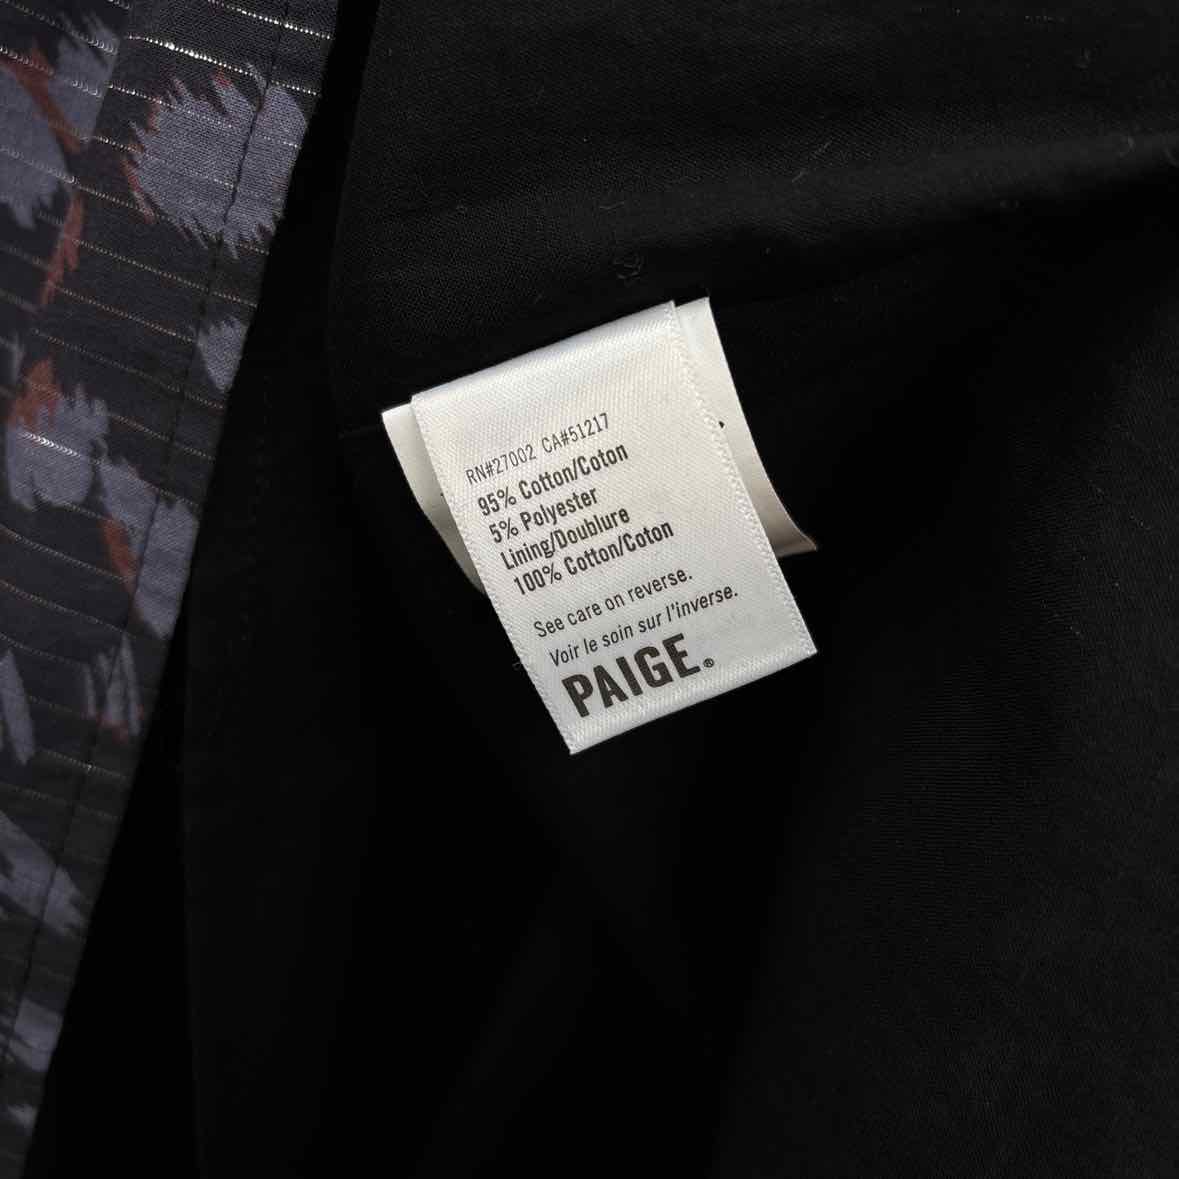 RN#27002 CA#51217
95% Cotton/Coton
5% Polyester
Lining/Doublure
100% Cotton/Coton
See care on reverse.
Voir le soin sur l'inverse.
PAIGE®